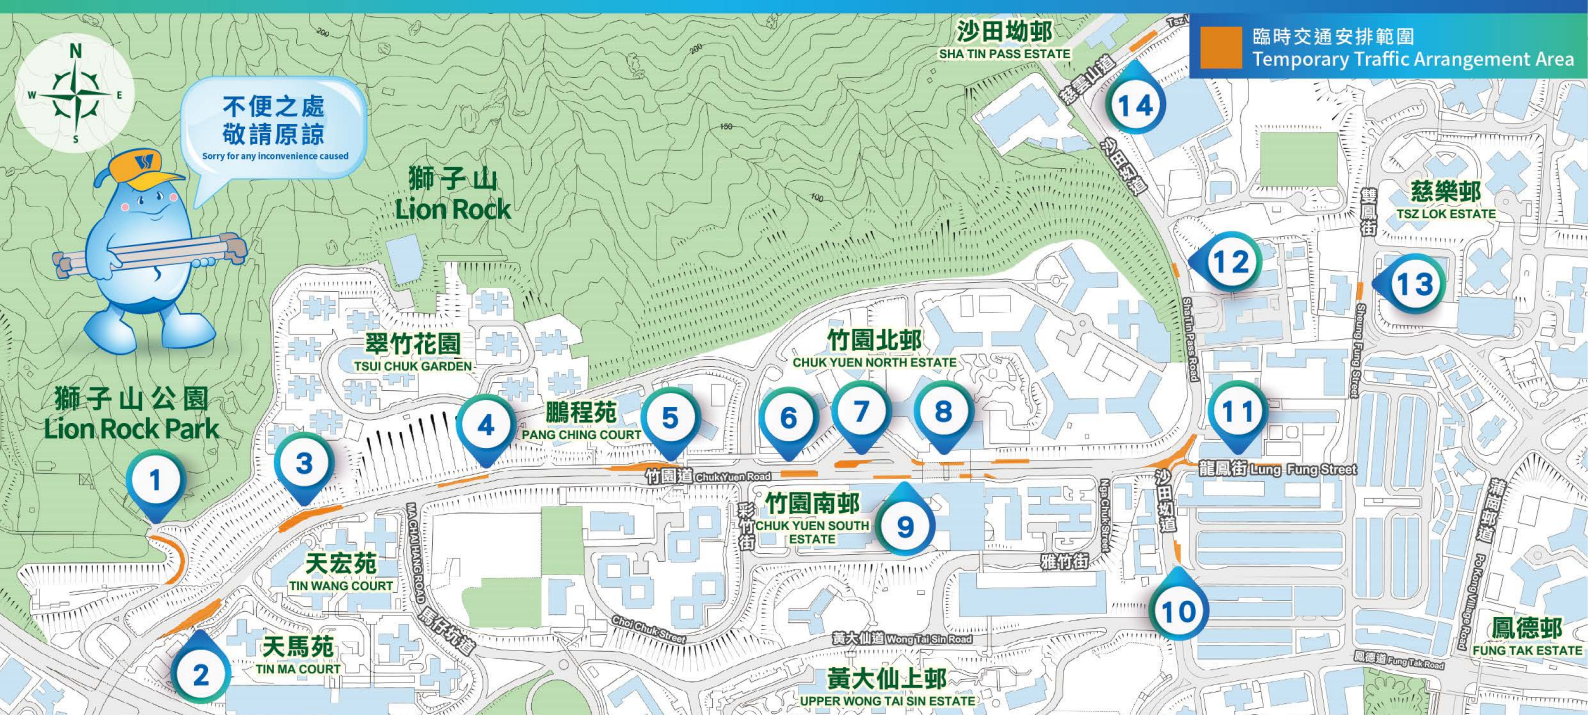 臨時交通安排範圍
Temporary Traffic Arrangement Area
N
W
E
S
不便之處
敬請原諒
Sorry for any inconvenience caused
沙田坳邨
SHA TIN PASS ESTATE
慈雲山道
14
200
200
150
100
沙田坳道
獅子山
Lion Rock
雙鳳街
慈樂邨
TSZ LOK ESTATE
12
13
Sha Tin Pass Road
Sheung Fung Street
翠竹花園
TSUI CHUK GARDEN
竹園北邨
CHUK YUEN NORTH ESTATE
獅子山公園
Lion Rock Park
鵬程苑
PANG CHING COURT
1
3
4
5
6
7
8
11
竹園道 Chuk Yuen Road
龍鳳街 Lung Fung Street
沙田坳道
竹園南邨
CHUK YUEN SOUTH
ESTATE
9
彩竹街
Nga Chuk Street
雅竹街
蒲崗村道
Po Kong Village Road
天宏苑
TIN WANG COURT
MA CHAI HANG ROAD
馬仔坑道
天馬苑
TIN MA COURT
2
Choi Chuk Street
10
黃大仙道 Wong Tai Sin Road
黃大仙上邨
UPPER WONG TAI SIN ESTATE
鳳德道 Fung Tak Road
鳳德邨
FUNG TAK ESTATE